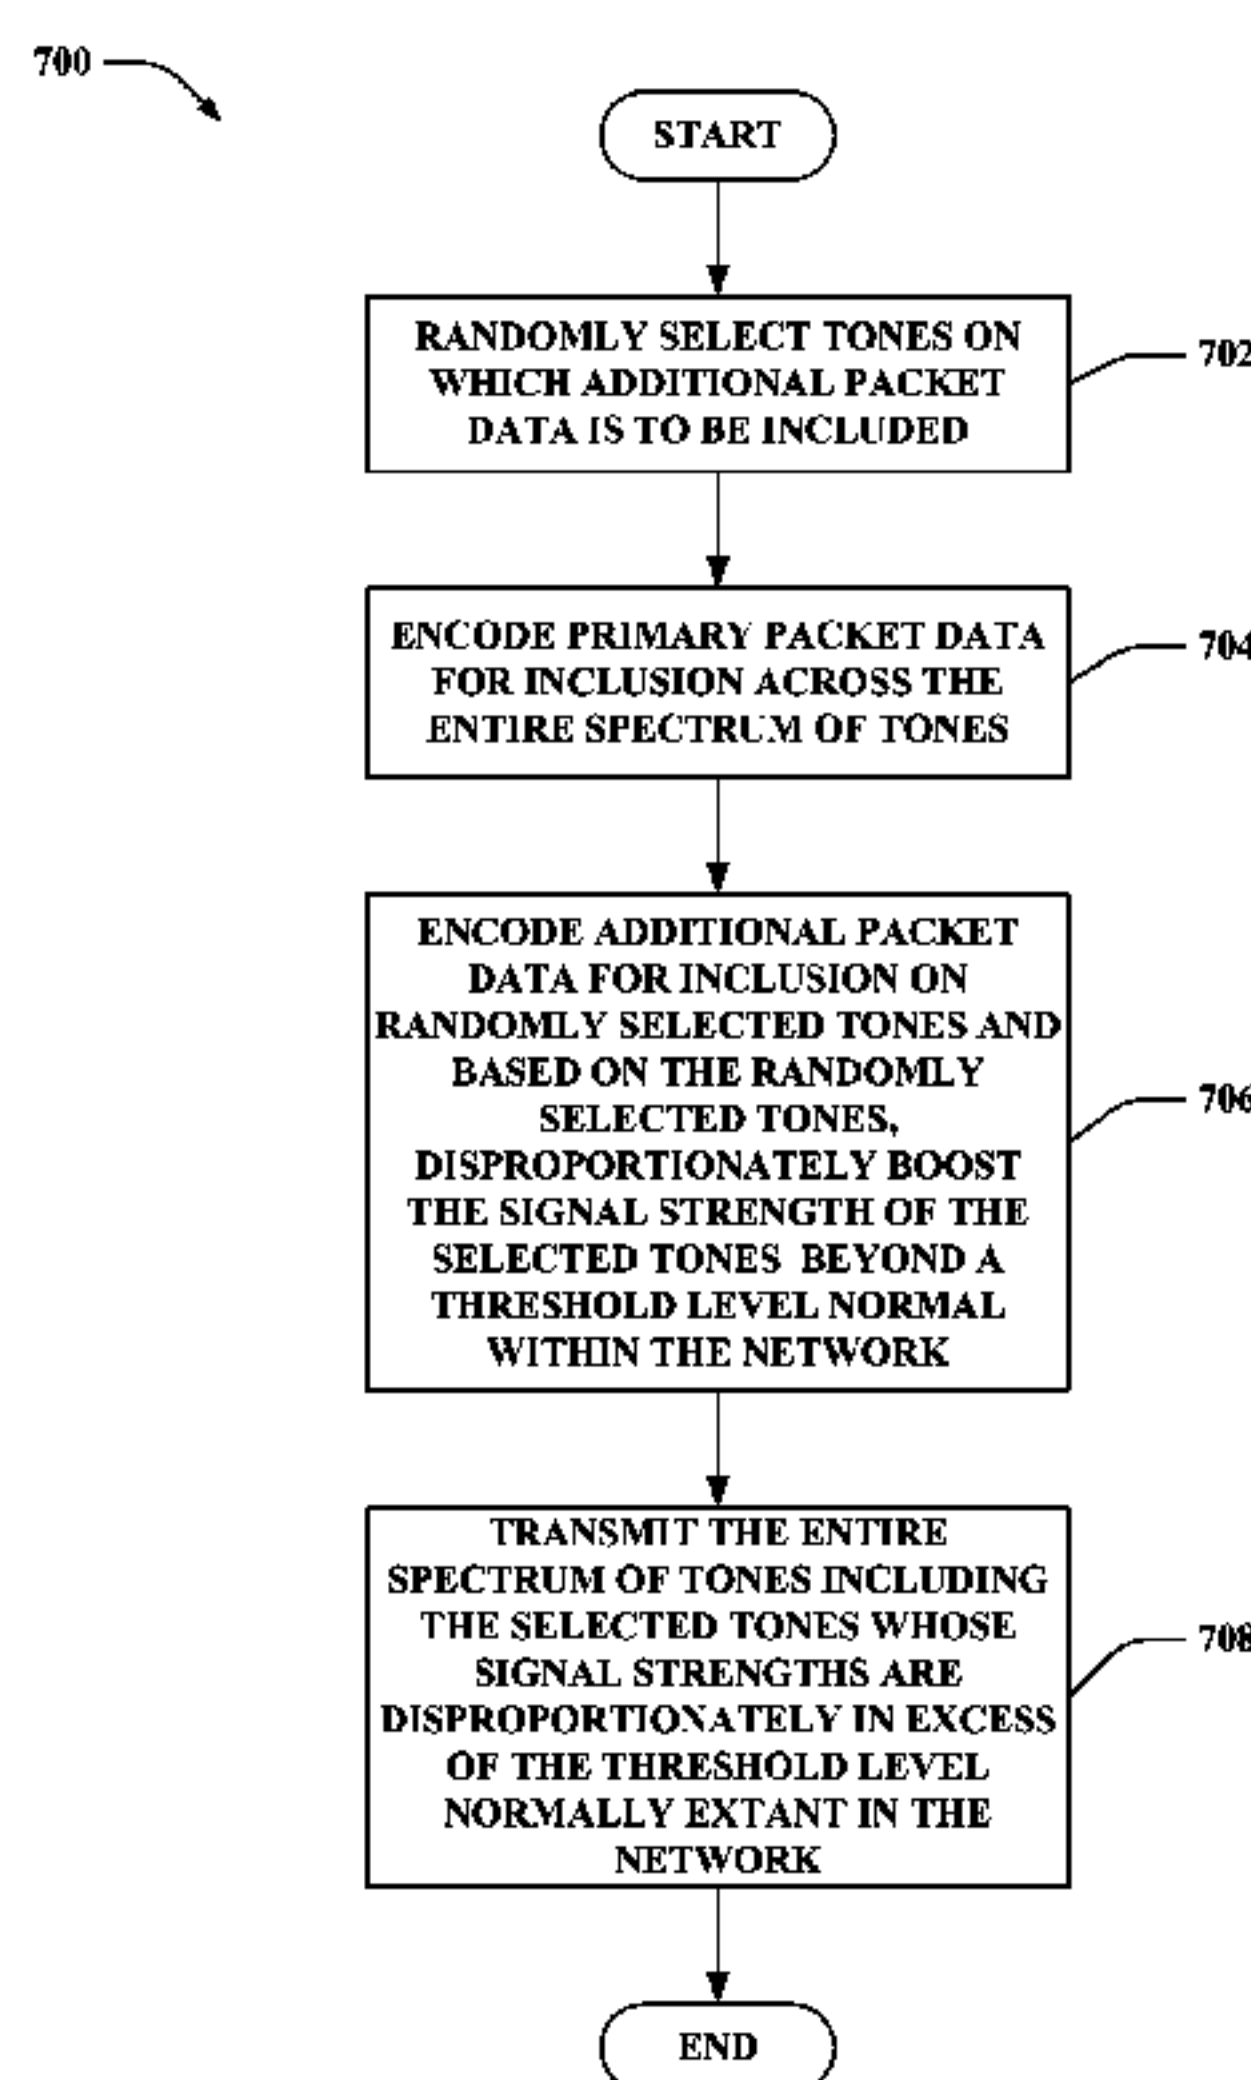 700
START
RANDOMLY SELECT TONES ON
WHICH ADDITIONAL PACKET
DATA IS TO BE INCLUDED
702
ENCODE PRIMARY PACKET DATA
FOR INCLUSION ACROSS THE
ENTIRE SPECTRUM OF TONES
704
ENCODE ADDITIONAL PACKET
DATA FOR INCLUSION ON
RANDOMLY SELECTED TONES AND
BASED ON THE RANDOMLY
SELECTED TONES,
DISPROPORTIONATELY BOOST
THE SIGNAL STRENGTH OF THE
SELECTED TONES BEYOND A
THRESHOLD LEVEL NORMAL
WITHIN THE NETWORK
706
TRANSMIT THE ENTIRE
SPECTRUM OF TONES INCLUDING
THE SELECTED TONES WHOSE
SIGNAL STRENGTHS ARE
DISPROPORTIONATELY IN EXCESS
OF THE THRESHOLD LEVEL
NORMALLY EXTANT IN THE
NETWORK
708
END